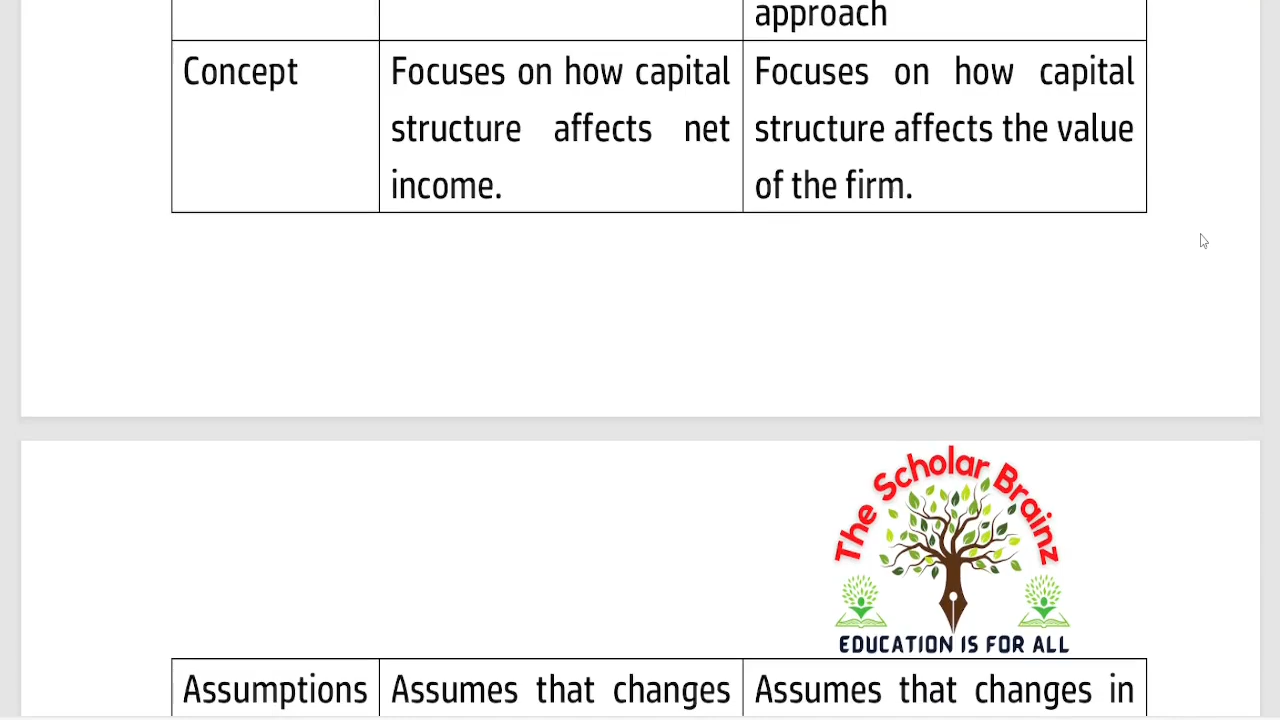 approach
Concept
Focuses on how capital
structure affects net
income.
Focuses on how capital
structure affects the value
of the firm.
The Scholar Brainz
EDUCATION IS FOR ALL
Assumptions
Assumes that changes
Assumes that changes in